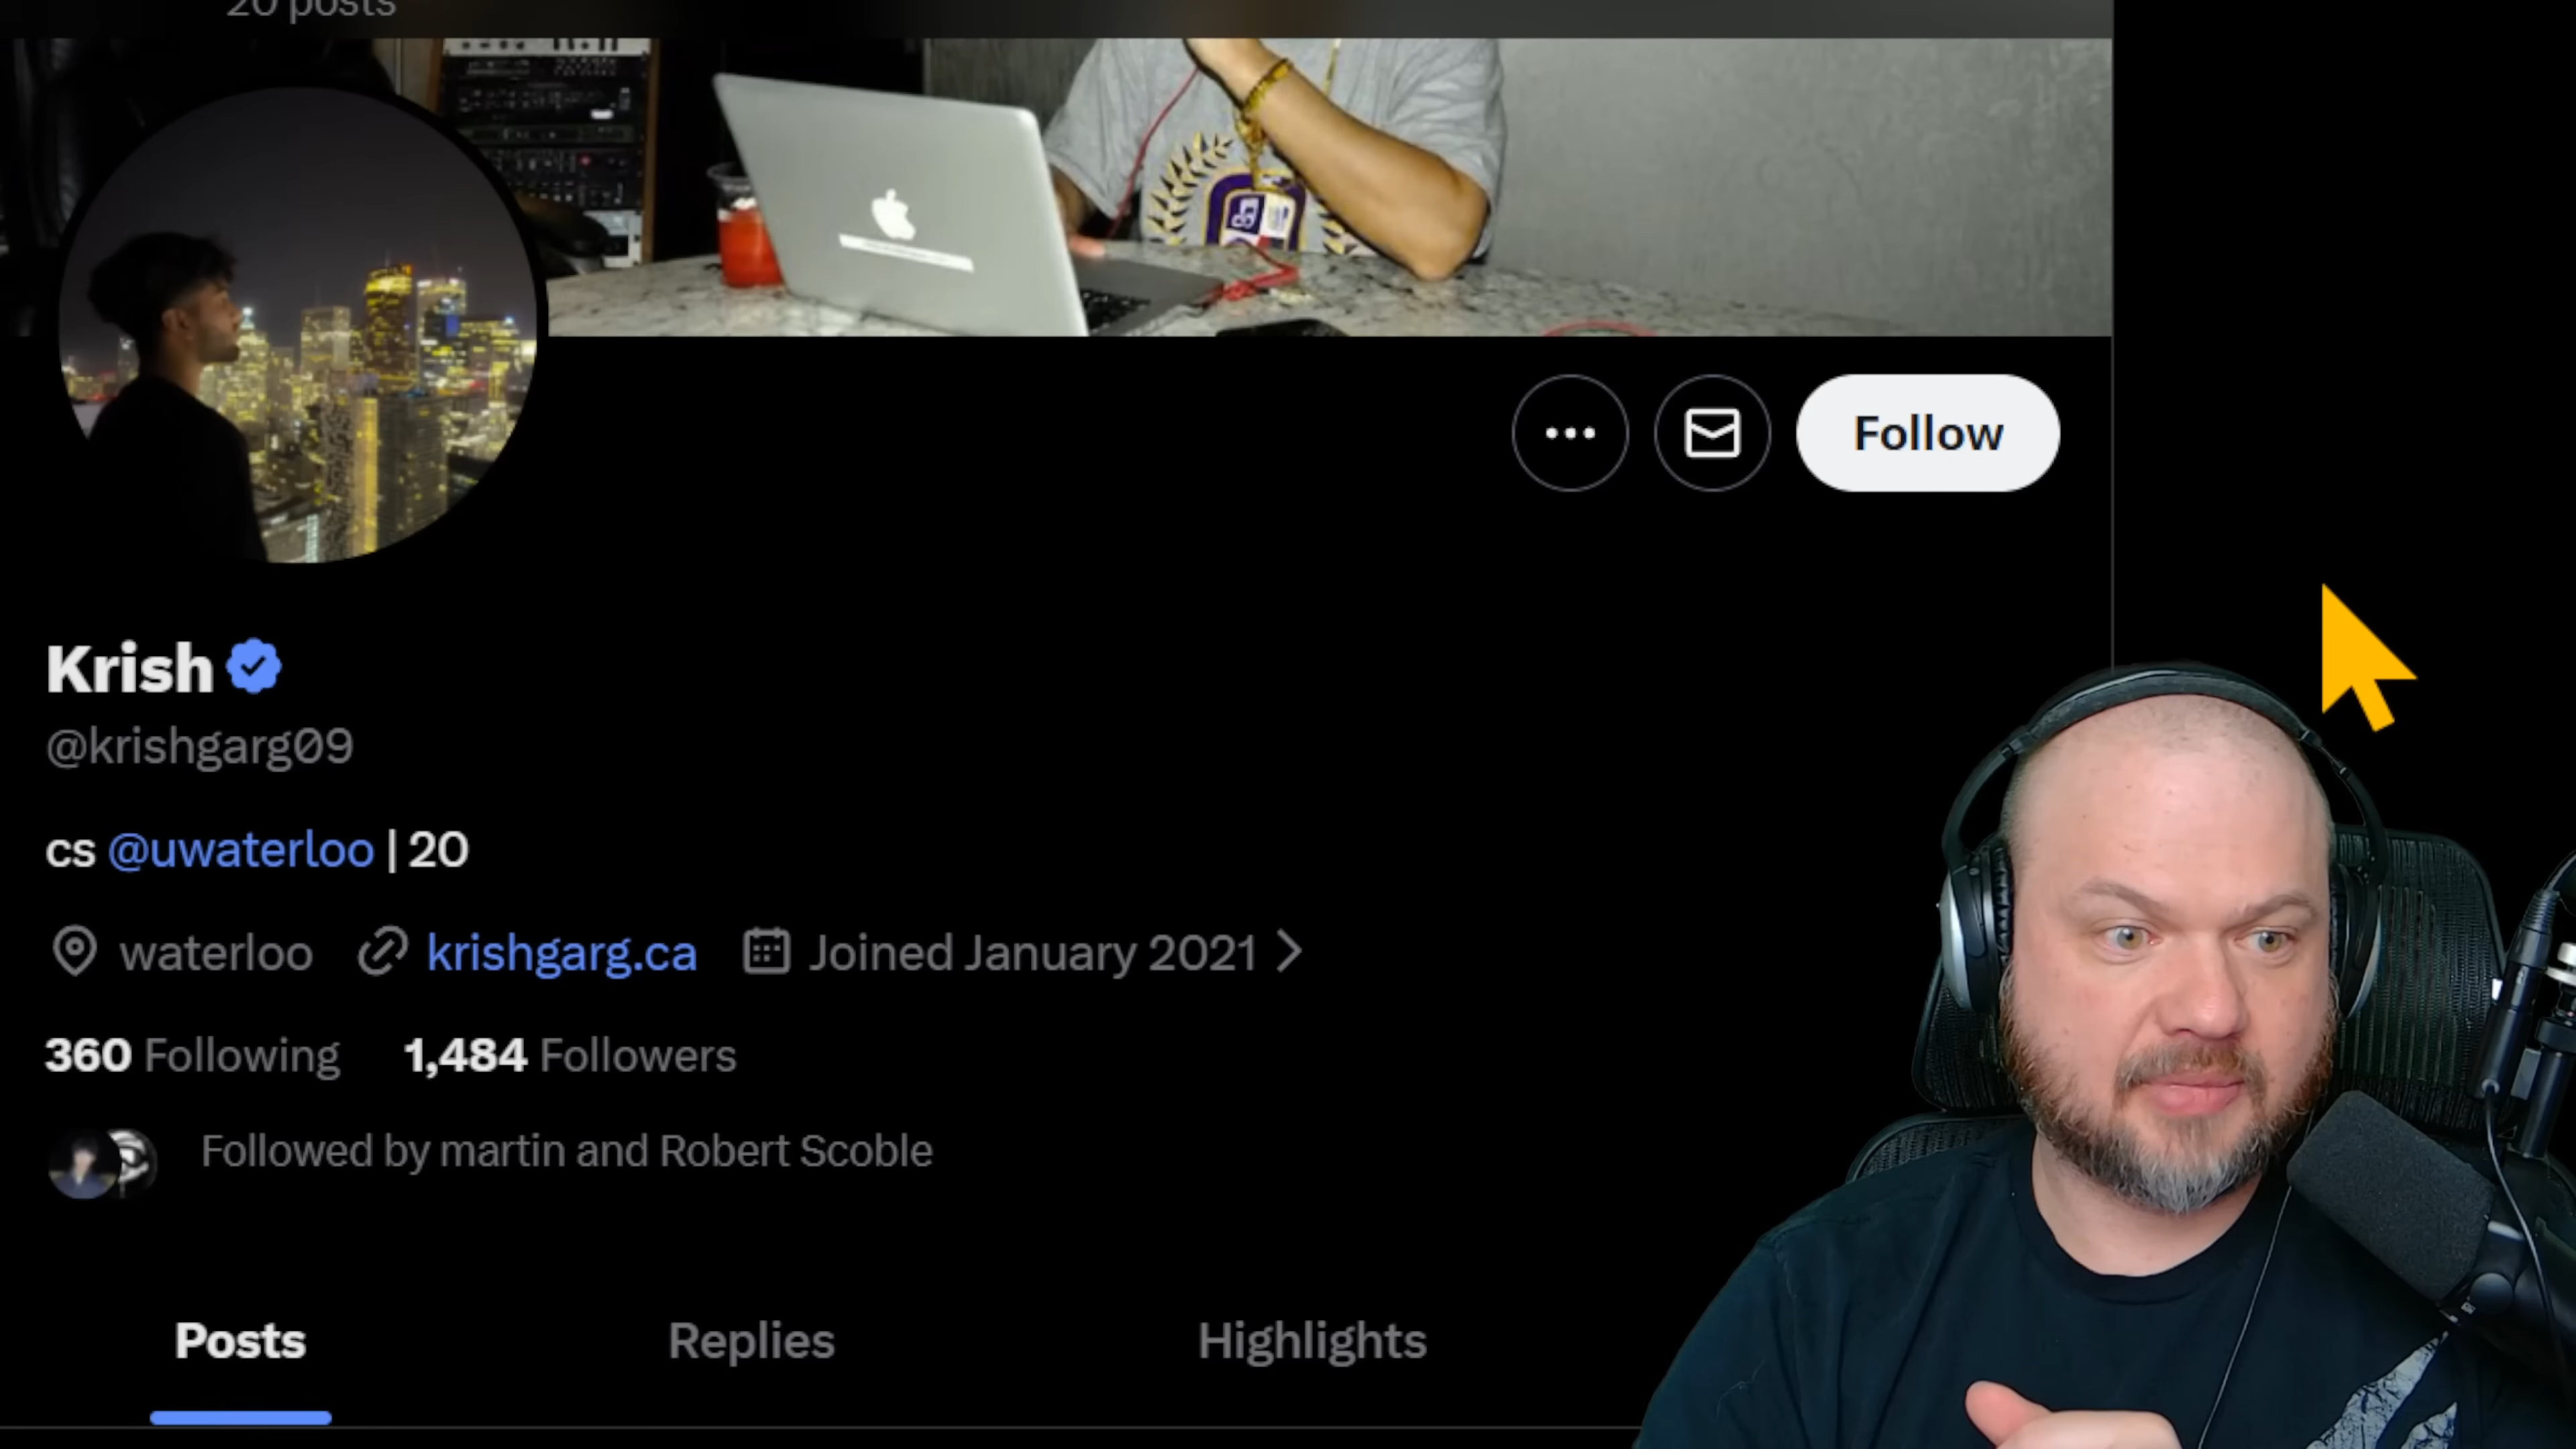 20 posts
Follow
Krish
@krishgarg09
cs @uwaterloo | 20
waterloo krishgarg.ca Joined January 2021
360 Following 1,484 Followers
Followed by martin and Robert Scoble
Posts Replies Highlights